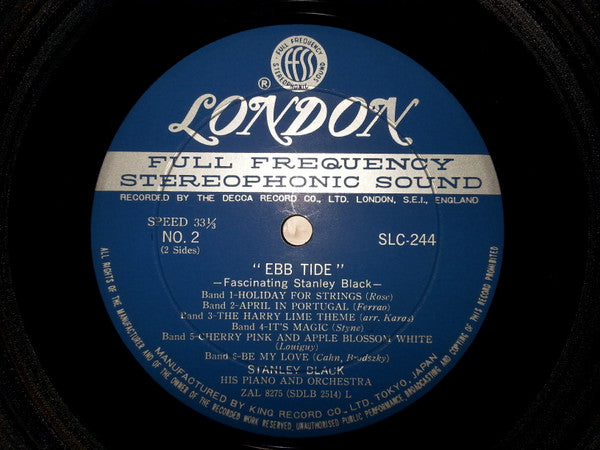 FULL FREQUENCY
ffss
STEREOPHONIC SOUND
®
LONDON
FULL FREQUENCY
STEREOPHONIC SOUND
RECORDED BY THE DECCA RECORD CO., LTD. LONDON, S.E.I., ENGLAND
SPEED 33⅓
NO. 2
(2 Sides)
SLC-244
"EBB TIDE"
—Fascinating Stanley Black—
Band 1-HOLIDAY FOR STRINGS (Rose)
Band 2-APRIL IN PORTUGAL (Ferrao)
Band 3-THE HARRY LIME THEME (arr. Karas)
Band 4-IT'S MAGIC (Styne)
Band 5-CHERRY PINK AND APPLE BLOSSOM WHITE
(Louiguy)
Band 6-BE MY LOVE (Cahn, Brodszky)
STANLEY BLACK
HIS PIANO AND ORCHESTRA
ZAL 8275 (SDLB 2514) L
MANUFACTURED BY KING RECORD CO., LTD. TOKYO, JAPAN
ALL RIGHTS OF THE MANUFACTURER AND OF THE OWNER OF THE RECORDED WORK RESERVED. UNAUTHORISED PUBLIC PERFORMANCE, BROADCASTING AND COPYING OF THIS RECORD PROHIBITED